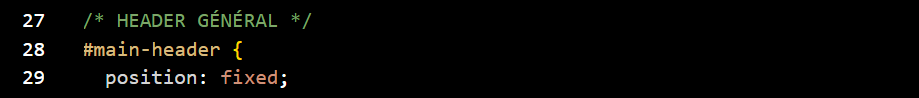 27 /* HEADER GÉNÉRAL */
28 #main-header {
29 position: fixed;